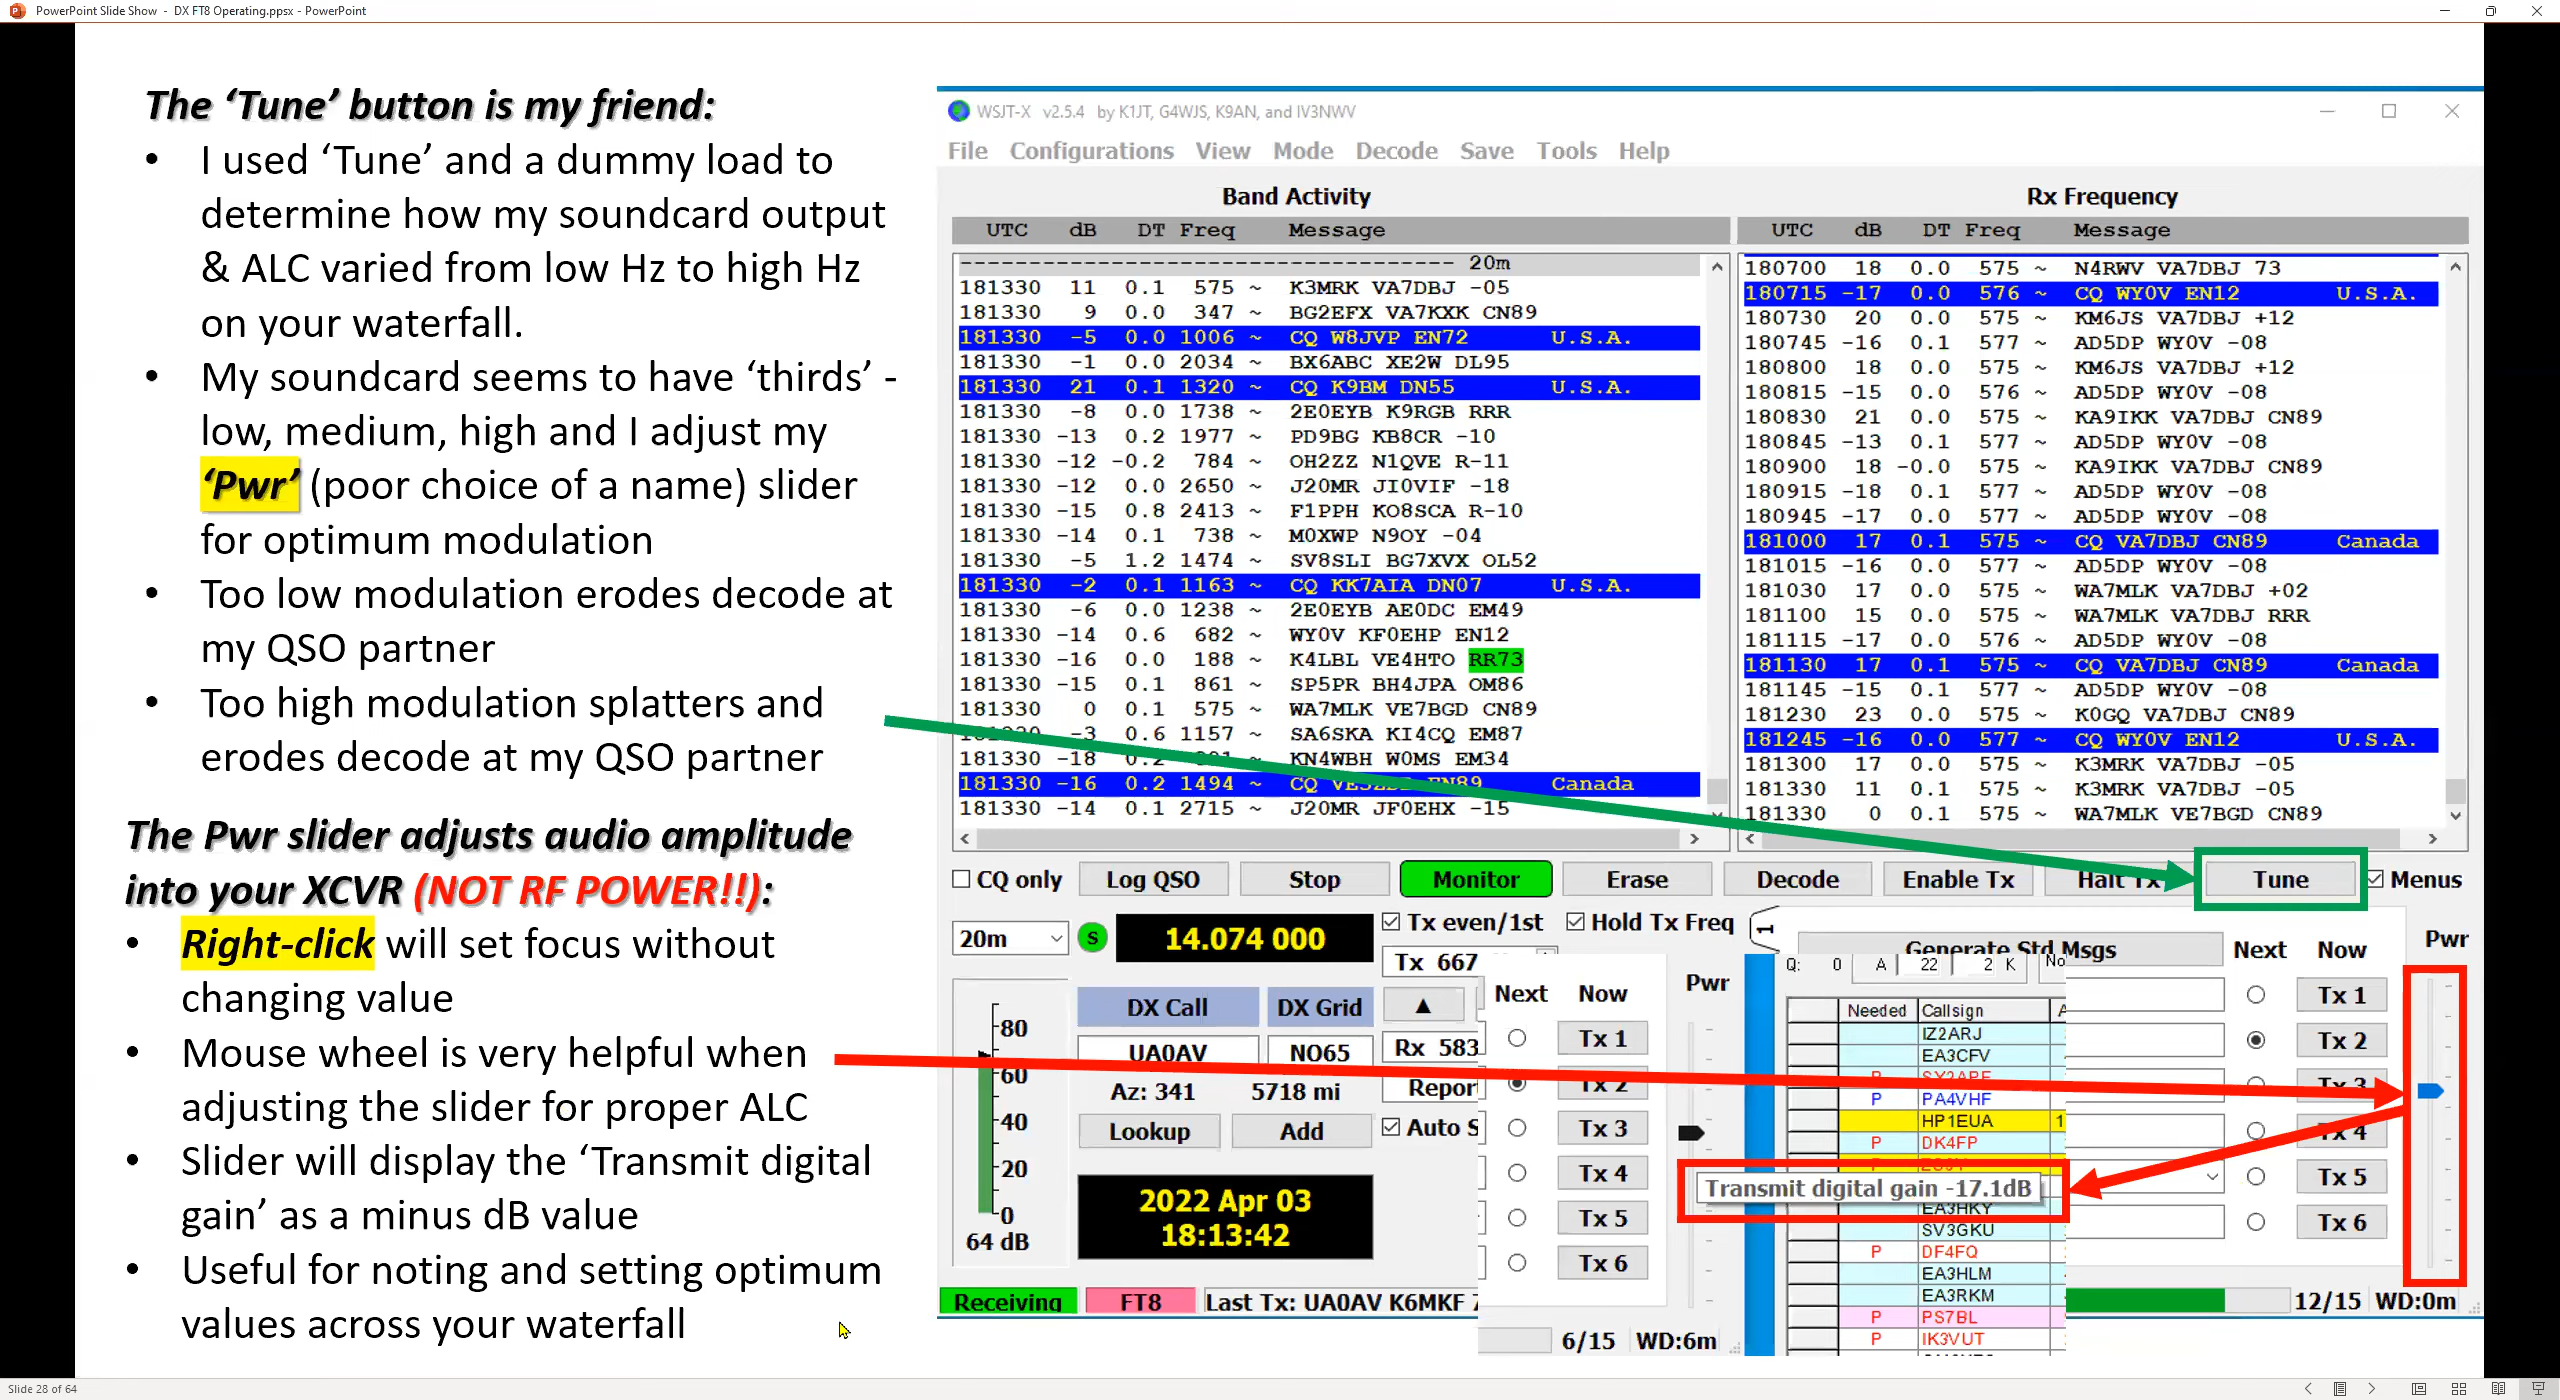 PowerPoint Slide Show - DX FT8 Operating.ppsx - PowerPoint
The ‘Tune’ button is my friend:
• I used ‘Tune’ and a dummy load to
determine how my soundcard output
& ALC varied from low Hz to high Hz
on your waterfall.
• My soundcard seems to have ‘thirds’ -
low, medium, high and I adjust my
‘Pwr’ (poor choice of a name) slider
for optimum modulation
• Too low modulation erodes decode at
my QSO partner
• Too high modulation splatters and
erodes decode at my QSO partner
The Pwr slider adjusts audio amplitude
into your XCVR (NOT RF POWER!!):
• Right-click will set focus without
changing value
• Mouse wheel is very helpful when
adjusting the slider for proper ALC
• Slider will display the ‘Transmit digital
gain’ as a minus dB value
• Useful for noting and setting optimum
values across your waterfall
WSJT-X v2.5.4 by K1JT, G4WJS, K9AN, and IV3NWV
File Configurations View Mode Decode Save Tools Help
Band Activity
UTC dB DT Freq Message
---------------------------------- 20m
181330 11 0.1 575 ~ K3MRK VA7DBJ -05
181330 9 0.0 347 ~ BG2EFX VA7KXK CN89
181330 -5 0.0 1006 ~ CQ W8JVP EN72 U.S.A.
181330 -1 0.0 2034 ~ BX6ABC XE2W DL95
181330 21 0.1 1320 ~ CQ K9BM DN55 U.S.A.
181330 -8 0.0 1738 ~ 2E0EYB K9RGB RRR
181330 -13 0.2 1977 ~ PD9BG KB8CR -10
181330 -12 -0.2 784 ~ OH2ZZ N1QVE R-11
181330 -12 0.0 2650 ~ J20MR JI0VIF -18
181330 -15 0.8 2413 ~ F1PPH KO8SCA R-10
181330 -14 0.1 738 ~ M0XWP N9OY -04
181330 -5 1.2 1474 ~ SV8SLI BG7XVX OL52
181330 -2 0.1 1163 ~ CQ KK7AIA DN07 U.S.A.
181330 -6 0.0 1238 ~ 2E0EYB AE0DC EM49
181330 -14 0.6 682 ~ WY0V KF0EHP EN12
181330 -16 0.0 188 ~ K4LBL VE4HTO RR73
181330 -15 0.1 861 ~ SP5PR BH4JPA OM86
181330 0 0.1 575 ~ WA7MLK VE7BGD CN89
181330 -3 0.6 1157 ~ SA6SKA KI4CQ EM87
181330 -18 0.2 ~ KN4WBH W0MS EM34
181330 -16 0.2 1494 ~ CQ Canada
181330 -14 0.1 2715 ~ J20MR JF0EHX -15
Rx Frequency
UTC dB DT Freq Message
180700 18 0.0 575 ~ N4RWV VA7DBJ 73
180715 -17 0.0 576 ~ CQ WY0V EN12 U.S.A.
180730 20 0.0 575 ~ KM6JS VA7DBJ +12
180745 -16 0.1 577 ~ AD5DP WY0V -08
180800 18 0.0 575 ~ KM6JS VA7DBJ +12
180815 -15 0.0 576 ~ AD5DP WY0V -08
180830 21 0.0 575 ~ KA9IKK VA7DBJ CN89
180845 -13 0.1 577 ~ AD5DP WY0V -08
180900 18 -0.0 575 ~ KA9IKK VA7DBJ CN89
180915 -18 0.1 577 ~ AD5DP WY0V -08
180945 -17 0.0 577 ~ AD5DP WY0V -08
181000 17 0.1 575 ~ CQ VA7DBJ CN89 Canada
181015 -16 0.0 577 ~ AD5DP WY0V -08
181030 17 0.0 575 ~ WA7MLK VA7DBJ +02
181100 15 0.0 575 ~ WA7MLK VA7DBJ RRR
181115 -17 0.0 576 ~ AD5DP WY0V -08
181130 17 0.1 575 ~ CQ VA7DBJ CN89 Canada
181145 -15 0.1 577 ~ AD5DP WY0V -08
181230 23 0.0 575 ~ K0GQ VA7DBJ CN89
181245 -16 0.0 577 ~ CQ WY0V EN12 U.S.A.
181300 17 0.0 575 ~ K3MRK VA7DBJ -05
181330 11 0.1 575 ~ K3MRK VA7DBJ -05
181330 0 0.1 575 ~ WA7MLK VE7BGD CN89
CQ only Log QSO Stop Monitor Erase Decode Enable Tx Halt Tx Tune Menus
20m S 14.074 000 Tx even/1st Hold Tx Freq 1
Tx 667
80
60
40
20
0
64 dB
DX Call DX Grid
UA0AV NO65 Rx 583
Az: 341 5718 mi Report
Lookup Add Auto S
2022 Apr 03
18:13:42
Receiving FT8 Last Tx: UA0AV K6MKF 7
Next Now Pwr
Tx 1
Tx 2
Tx 3
Tx 4
Tx 5
Tx 6
6/15 WD:6m
Generate Std Msgs Next Now Pwr
Q: 0 A 22 2 K No
Needed Callsign A
IZ2ARJ
EA3CFV
P
P PA4VHF
HP1EUA 1
P DK4FP
Transmit digital gain -17.1dB
EA3HKY
SV3GKU
P DF4FQ
EA3HLM
EA3RKM
P PS7BL
P IK3VUT
Tx 1
Tx 2
Tx 3
Tx 4
Tx 5
Tx 6
12/15 WD:0m
Slide 28 of 64